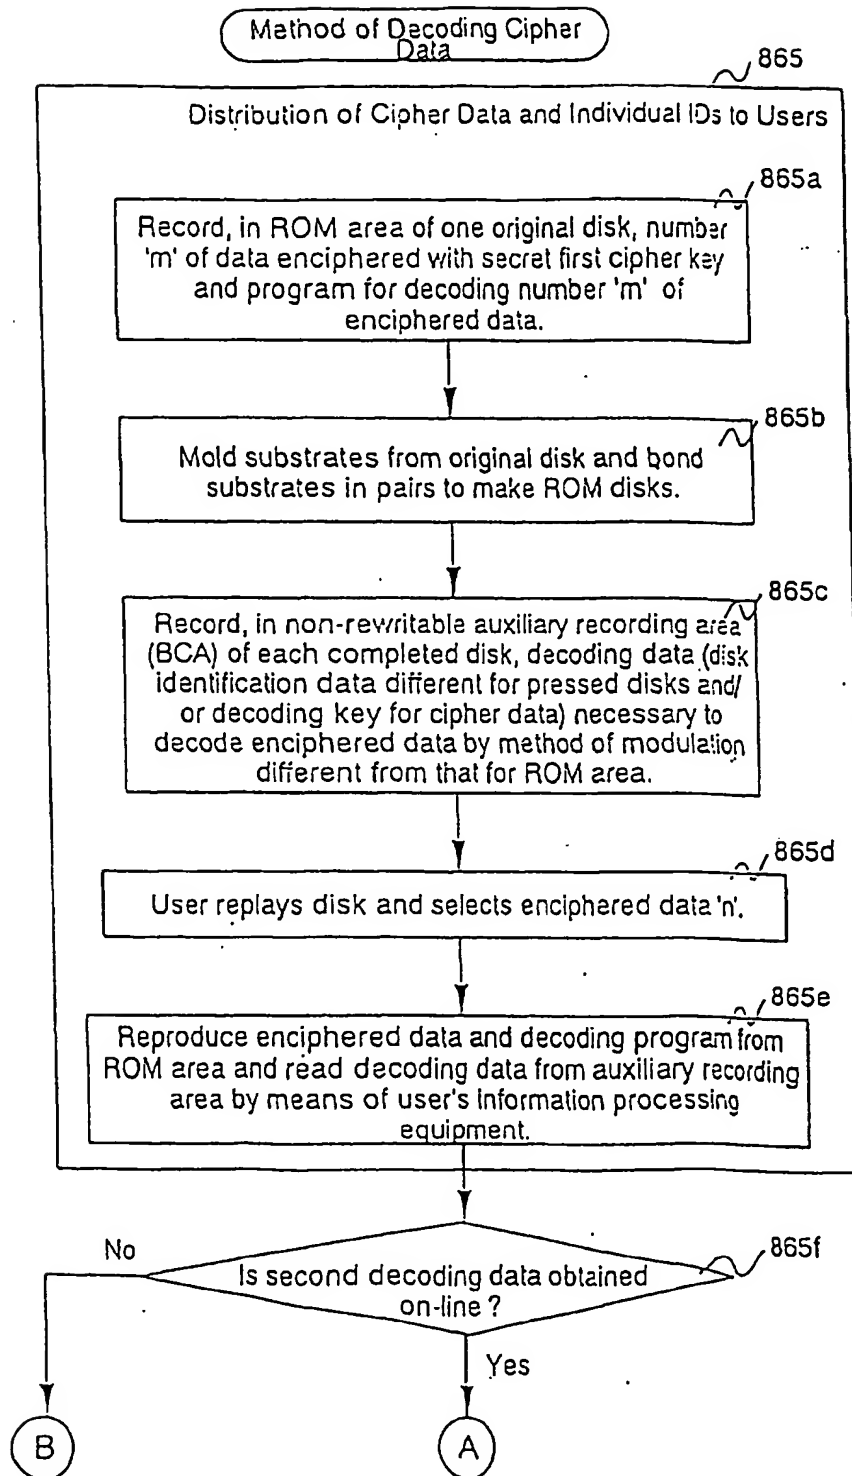 Method of Decoding Cipher
Data
865
Distribution of Cipher Data and Individual IDs to Users
865a
Record, in ROM area of one original disk, number
'm' of data enciphered with secret first cipher key
and program for decoding number 'm' of
enciphered data.
865b
Mold substrates from original disk and bond
substrates in pairs to make ROM disks.
865c
Record, in non-rewritable auxiliary recording area
(BCA) of each completed disk, decoding data (disk
identification data different for pressed disks and/
or decoding key for cipher data) necessary to
decode enciphered data by method of modulation
different from that for ROM area.
865d
User replays disk and selects enciphered data 'n'.
865e
Reproduce enciphered data and decoding program from
ROM area and read decoding data from auxiliary recording
area by means of user's information processing
equipment.
865f
No
Is second decoding data obtained
on-line ?
Yes
B
A